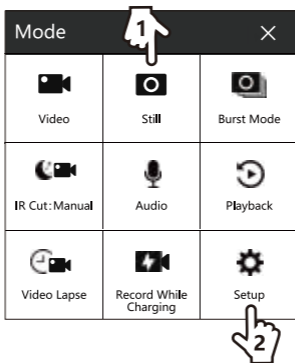 Mode 1 ×
Video Still Burst Mode
IR Cut:Manual Audio Playback
Video Lapse Record While Setup
Charging
2